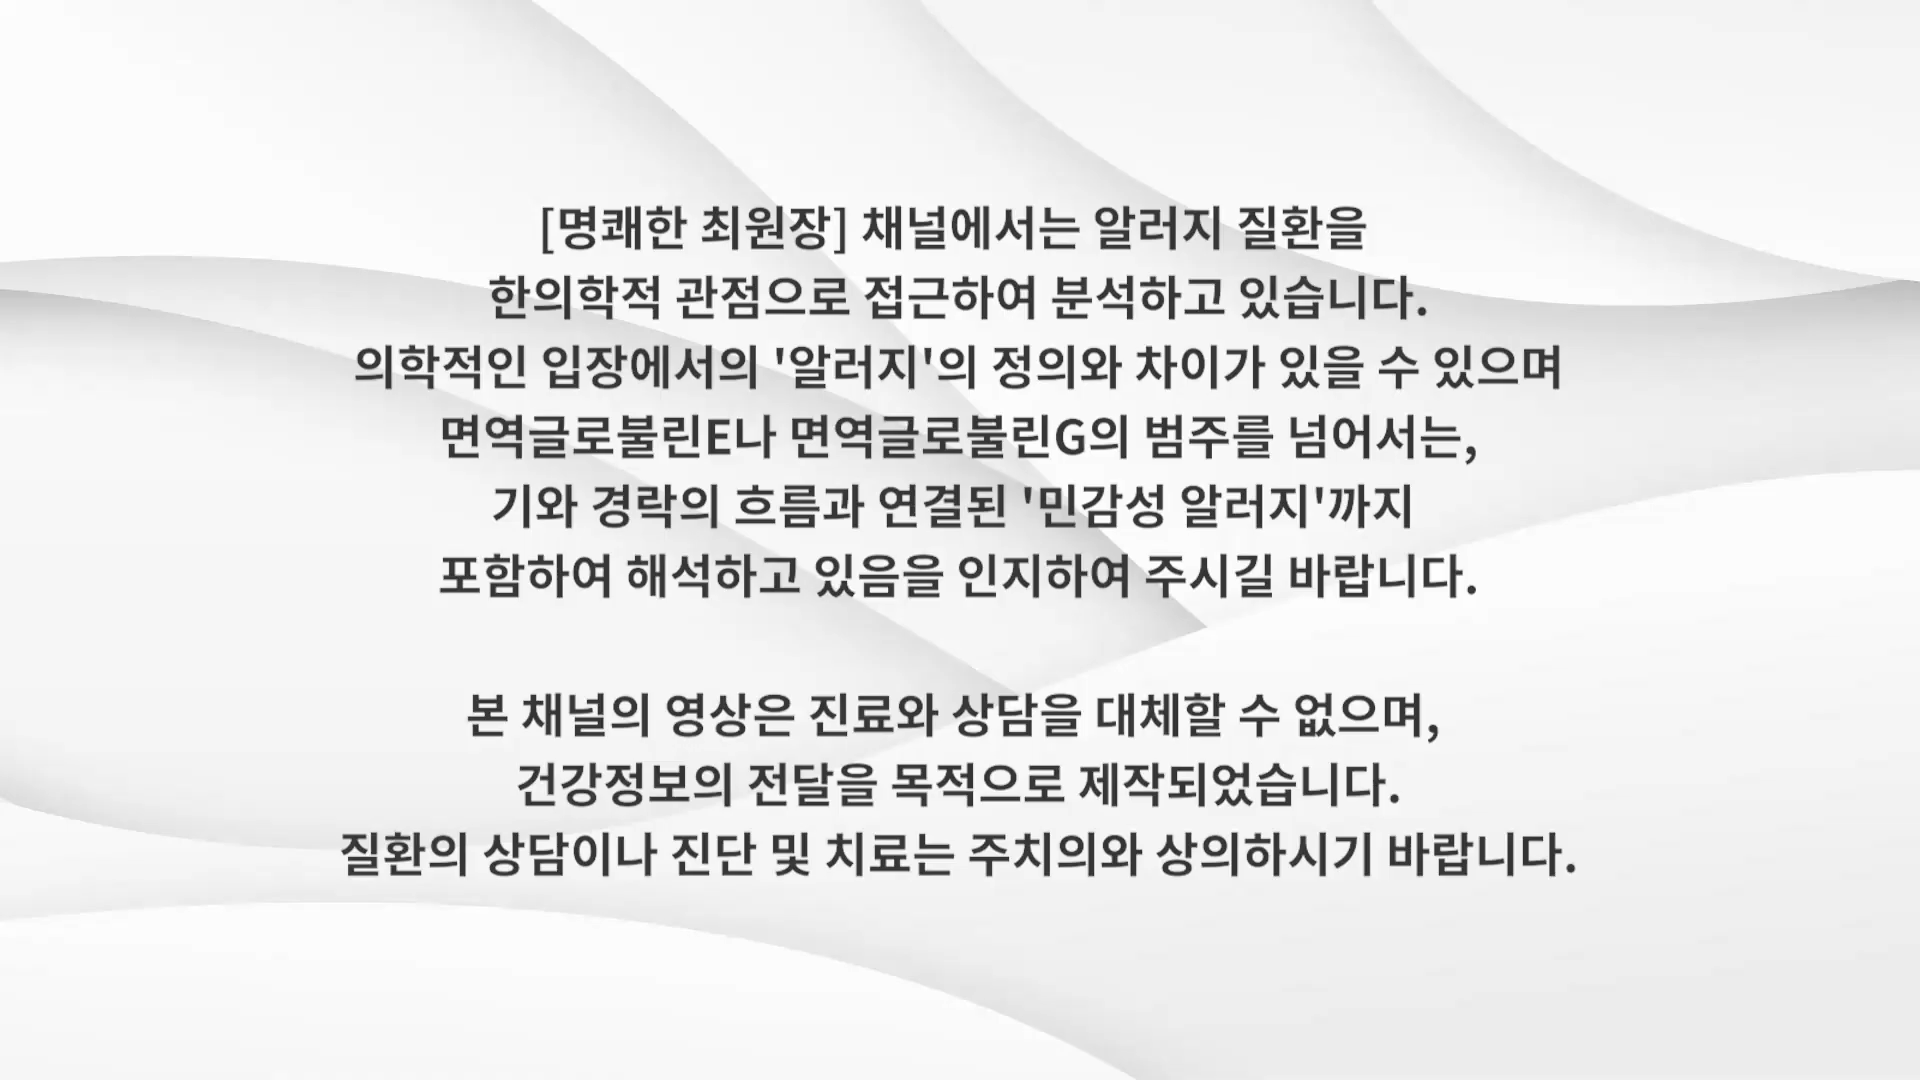 [명쾌한 최원장] 채널에서는 알러지 질환을
한의학적 관점으로 접근하여 분석하고 있습니다.
의학적인 입장에서의 '알러지'의 정의와 차이가 있을 수 있으며
면역글로불린E나 면역글로불린G의 범주를 넘어서는,
기와 경락의 흐름과 연결된 '민감성 알러지'까지
포함하여 해석하고 있음을 인지하여 주시길 바랍니다.
본 채널의 영상은 진료와 상담을 대체할 수 없으며,
건강정보의 전달을 목적으로 제작되었습니다.
질환의 상담이나 진단 및 치료는 주치의와 상의하시기 바랍니다.